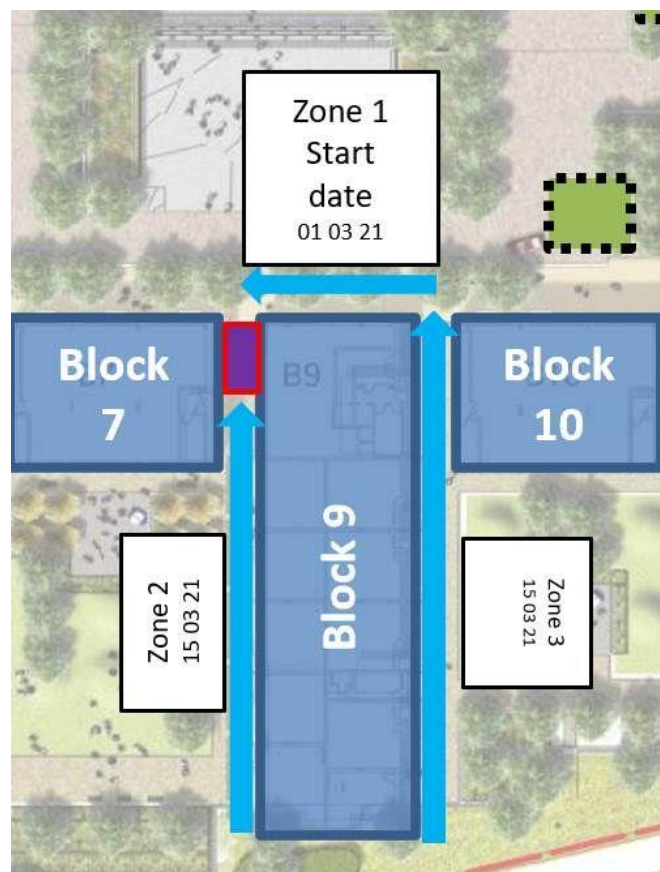 Zone 1
Start
date
01 03 21
Block
7
B9
Block
10
Block 9
Zone 2
15 03 21
Zone 3
15 03 21